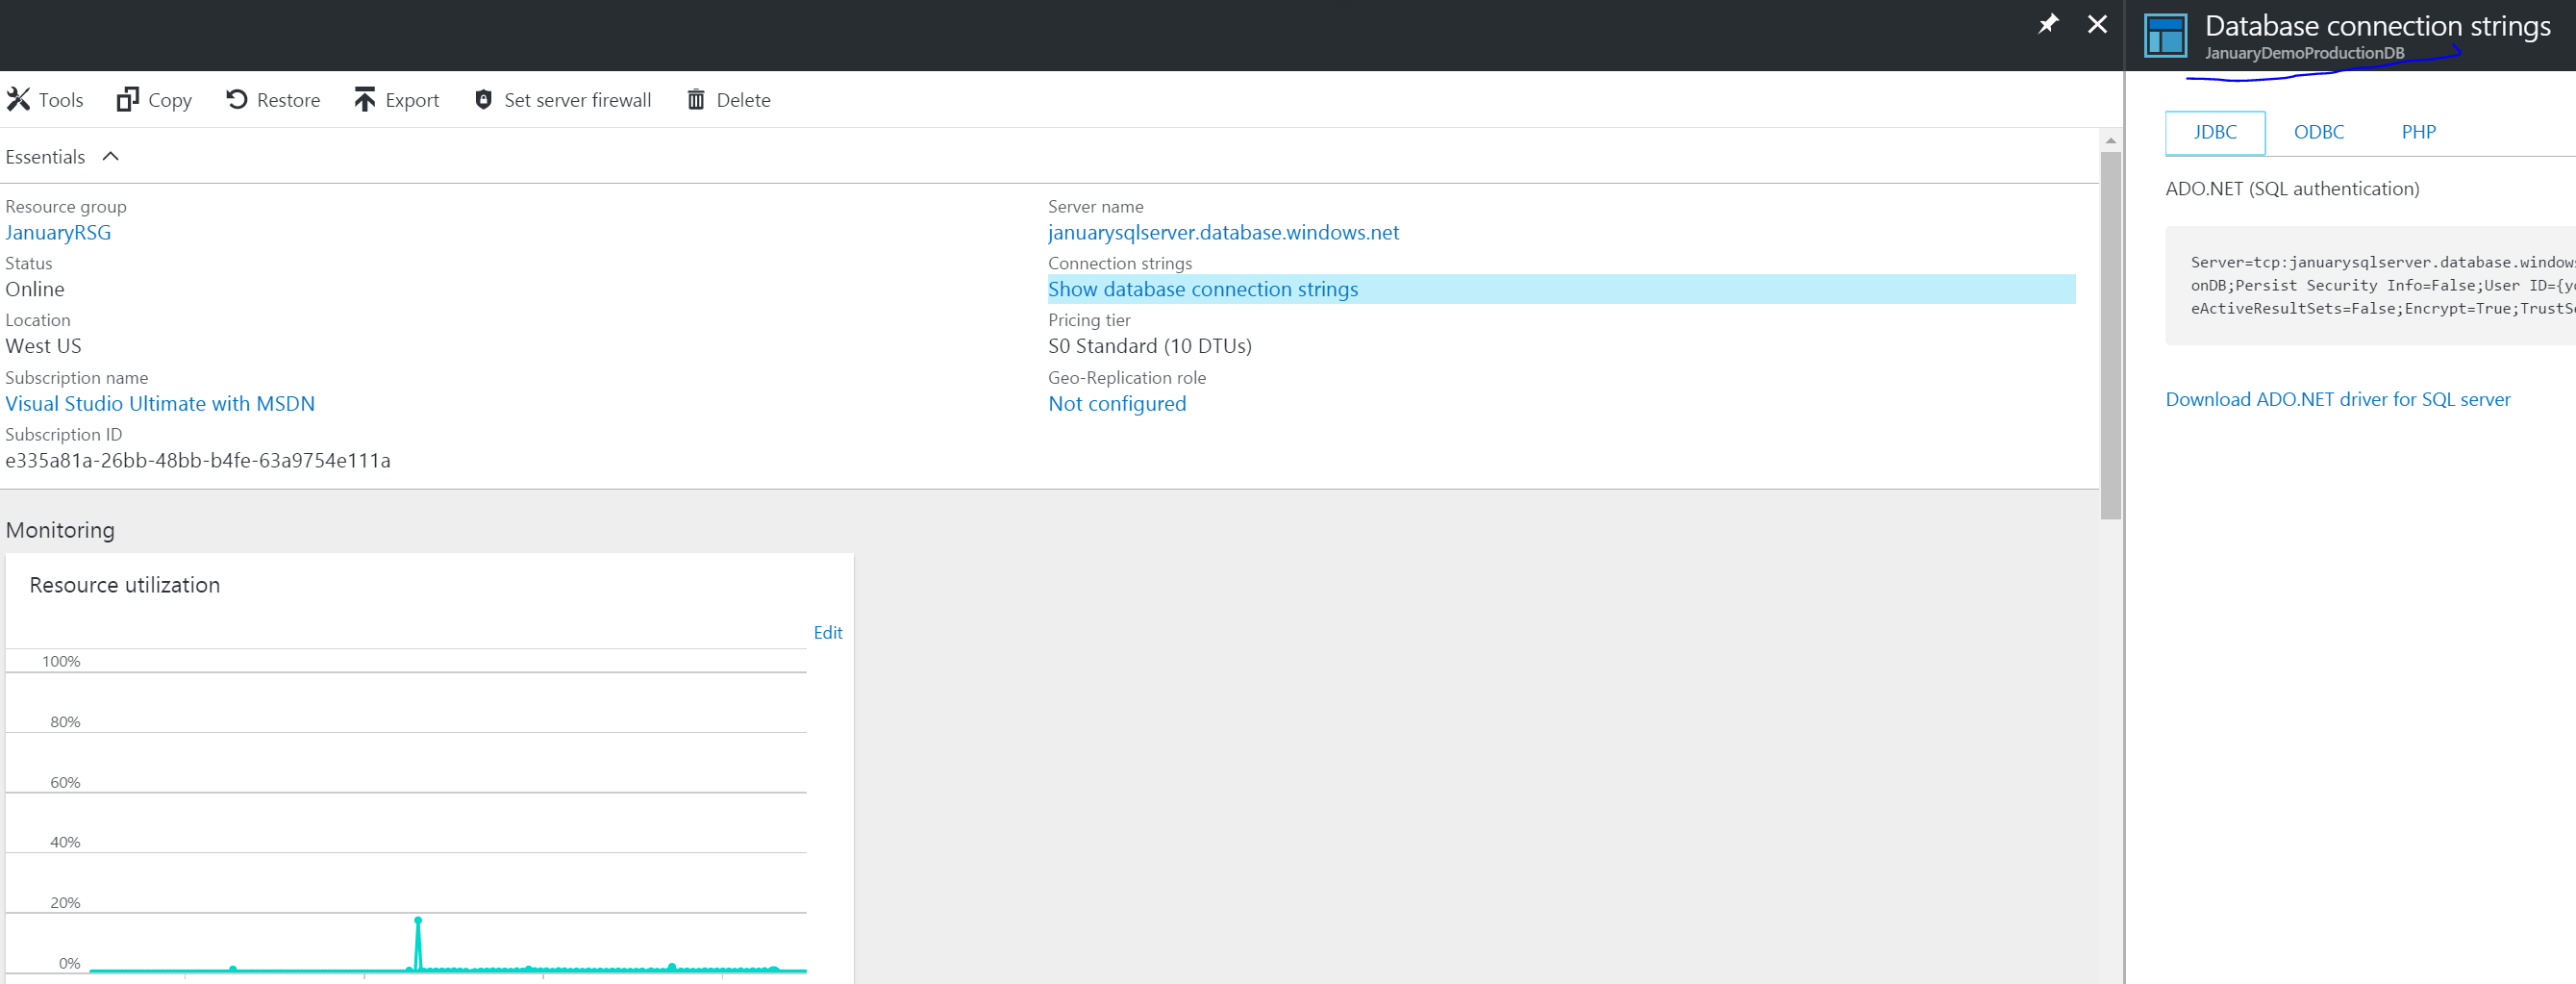 Database connection strings
JanuaryDemoProductionDB
Tools Copy Restore Export Set server firewall Delete
Essentials
Resource group
JanuaryRSG
Status
Online
Location
West US
Subscription name
Visual Studio Ultimate with MSDN
Subscription ID
e335a81a-26bb-48bb-b4fe-63a9754e111a
Server name
januarysqlserver.database.windows.net
Connection strings
Show database connection strings
Pricing tier
S0 Standard (10 DTUs)
Geo-Replication role
Not configured
Monitoring
Resource utilization
Edit
100%
80%
60%
40%
20%
0%
JDBC ODBC PHP
ADO.NET (SQL authentication)
Server=tcp:januarysqlserver.database.windows
onDB;Persist Security Info=False;User ID={yo
eActiveResultSets=False;Encrypt=True;TrustSe
Download ADO.NET driver for SQL server